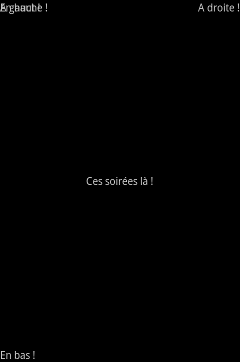 A droite !
Ces soirées là !
En bas !